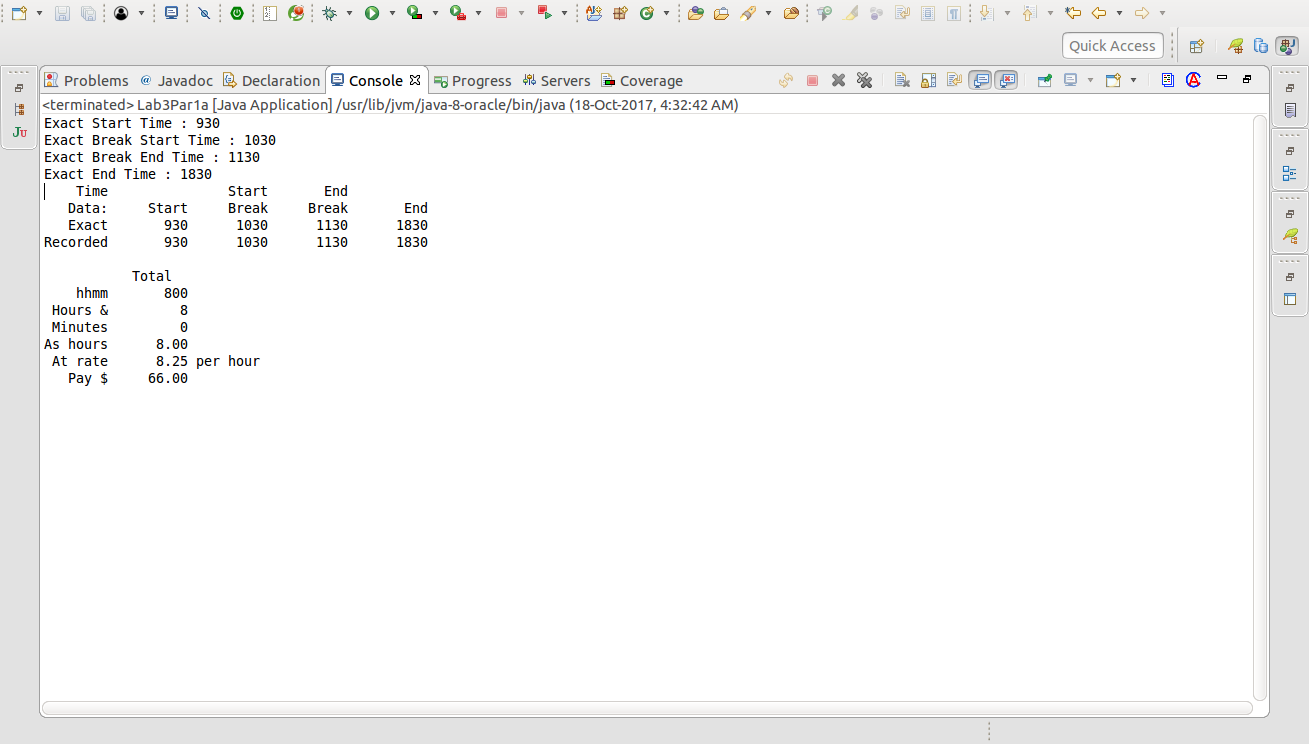 Quick Access
Problems @ Javadoc Declaration Console Progress Servers Coverage
<terminated> Lab3Par1a [Java Application] /usr/lib/jvm/java-8-oracle/bin/java (18-Oct-2017, 4:32:42 AM)
Exact Start Time : 930
Exact Break Start Time : 1030
Exact Break End Time : 1130
Exact End Time : 1830
    Time               Start       End
   Data:     Start     Break     Break       End
   Exact       930      1030      1130      1830
Recorded       930      1030      1130      1830
           Total
    hhmm       800
 Hours &         8
 Minutes         0
As hours      8.00
 At rate      8.25 per hour
   Pay $     66.00
JU